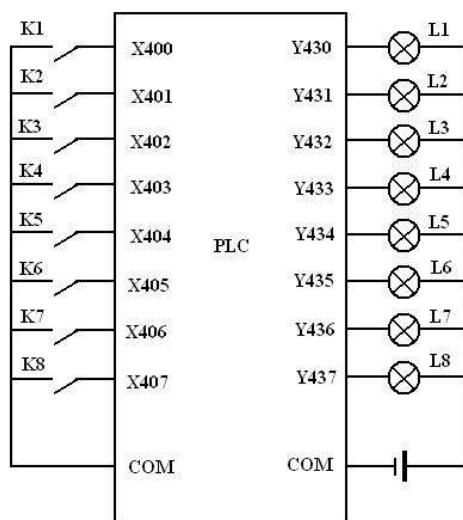 K1 X400 Y430 L1
K2 X401 Y431 L2
K3 X402 Y432 L3
K4 X403 Y433 L4
K5 X404 Y434 L5
PLC
K6 X405 Y435 L6
K7 X406 Y436 L7
K8 X407 Y437 L8
COM COM